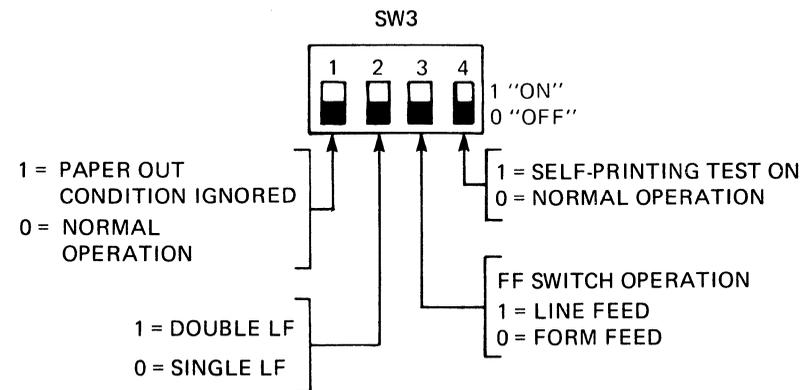 SW3
1 2 3 4
1 "ON"
0 "OFF"
1 = PAPER OUT
CONDITION IGNORED
0 = NORMAL
OPERATION
1 = SELF-PRINTING TEST ON
0 = NORMAL OPERATION
FF SWITCH OPERATION
1 = LINE FEED
0 = FORM FEED
1 = DOUBLE LF
0 = SINGLE LF